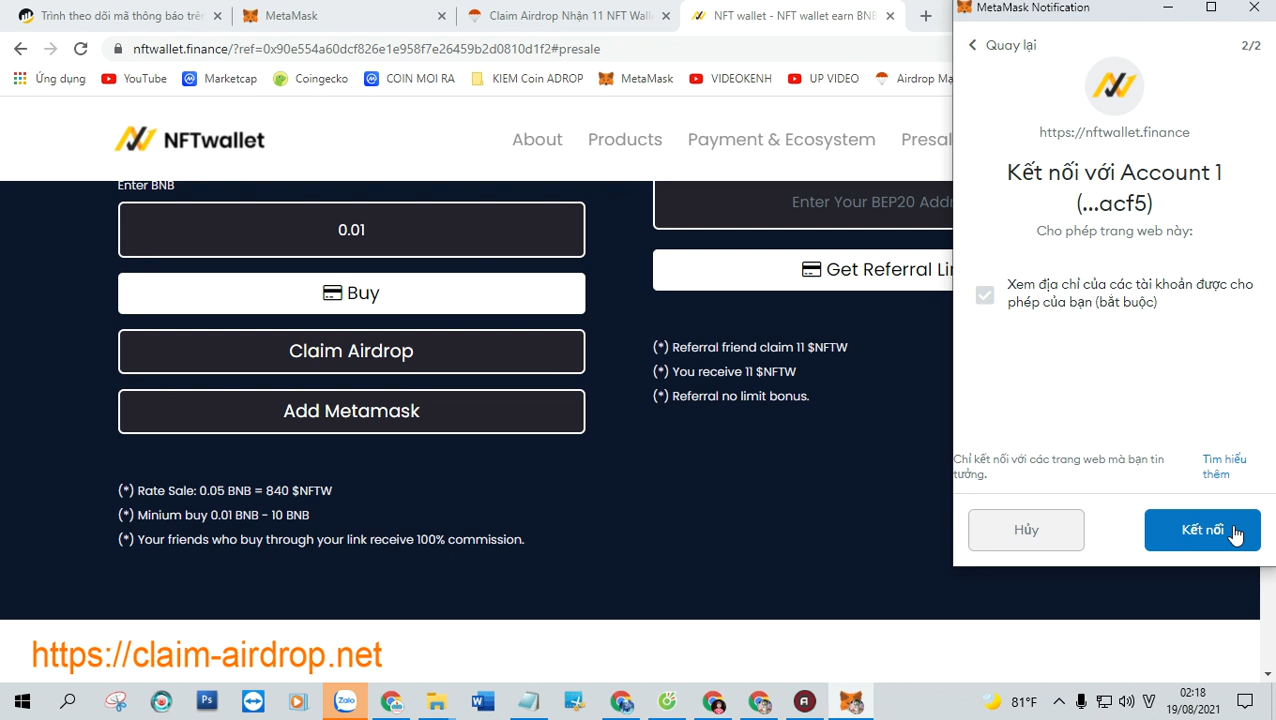 Trình theo dõi mã thông báo trên
MetaMask
Claim Airdrop Nhận 11 NFT Walle
NFT wallet - NFT wallet earn BNB
MetaMask Notification
nftwallet.finance/?ref=0x90e554a60dcf826e1e958f7e26459b2d0810d1f2#presale
Ứng dụng
YouTube
Marketcap
Coingecko
COIN MOI RA
KIEM Coin ADROP
MetaMask
VIDEOKENH
UP VIDEO
Airdrop Ma
NFTwallet
About
Products
Payment & Ecosystem
Presal
Enter BNB
0.01
Buy
Claim Airdrop
Add Metamask
(*) Rate Sale: 0.05 BNB = 840 $NFTW
(*) Minium buy 0.01 BNB - 10 BNB
(*) Your friends who buy through your link receive 100% commission.
Enter Your BEP20 Addr
Get Referral Lin
(*) Referral friend claim 11 $NFTW
(*) You receive 11 $NFTW
(*) Referral no limit bonus.
Quay lại
2/2
https://nftwallet.finance
Kết nối với Account 1
(...acf5)
Cho phép trang web này:
Xem địa chỉ của các tài khoản được cho
phép của bạn (bắt buộc)
Chỉ kết nối với các trang web mà bạn tin
tưởng.
Tìm hiểu
thêm
Hủy
Kết nối
https://claim-airdrop.net
Ps
Zalo
W
A
81°F
V
02:18
19/08/2021